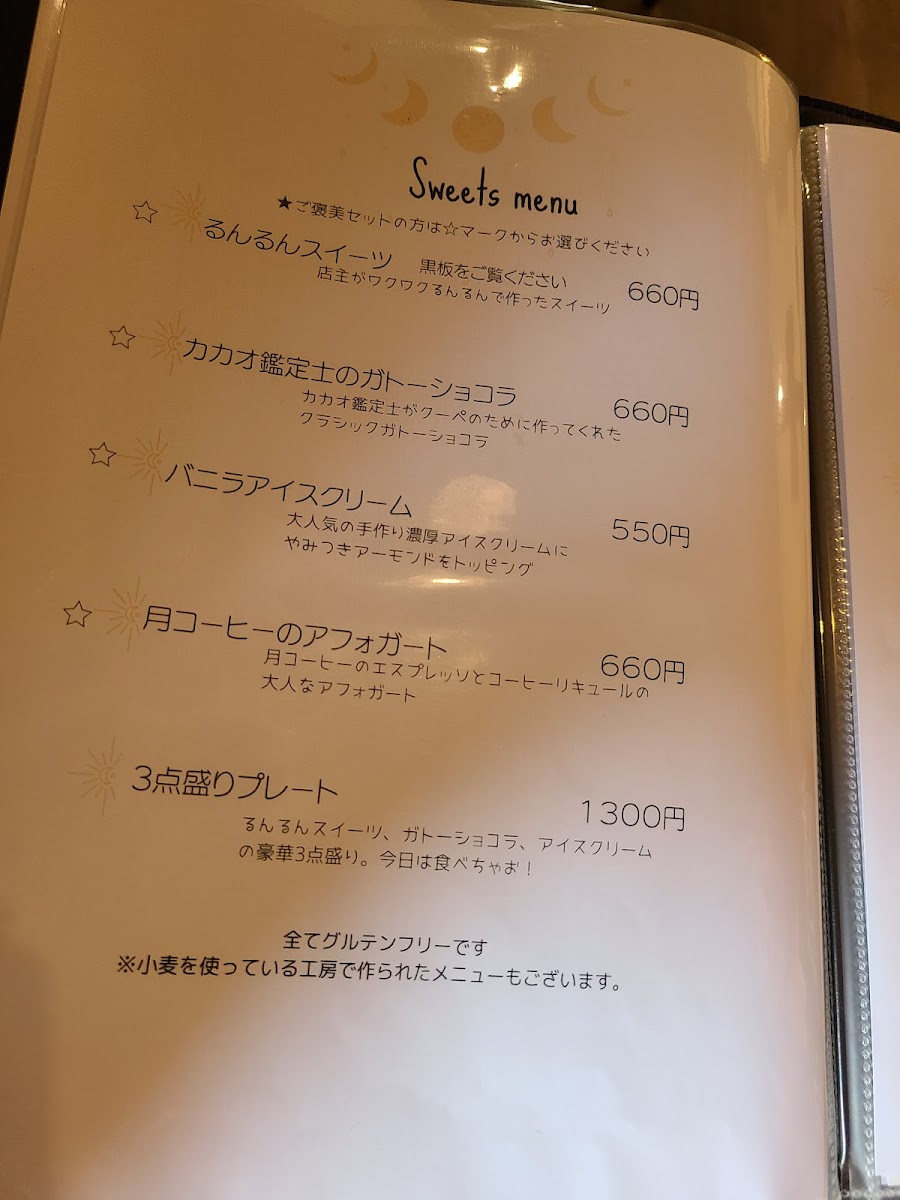 Sweets menu
★ご褒美セットの方は☆マークからお選びください
☆ るんるんスイーツ 黒板をご覧ください 660円
店主がワクワクるんるんで作ったスイーツ
☆ カカオ鑑定士のガトーショコラ 660円
カカオ鑑定士がクーペのために作ってくれた
クラシックガトーショコラ
☆ バニラアイスクリーム 550円
大人気の手作り濃厚アイスクリームに
やみつきアーモンドをトッピング
☆ 月コーヒーのアフォガート 660円
月コーヒーのエスプレッソとコーヒーリキュールの
大人なアフォガート
3点盛りプレート 1300円
るんるんスイーツ、ガトーショコラ、アイスクリーム
の豪華3点盛り。今日は食べちゃお！
全てグルテンフリーです
※小麦を使っている工房で作られたメニューもございます。